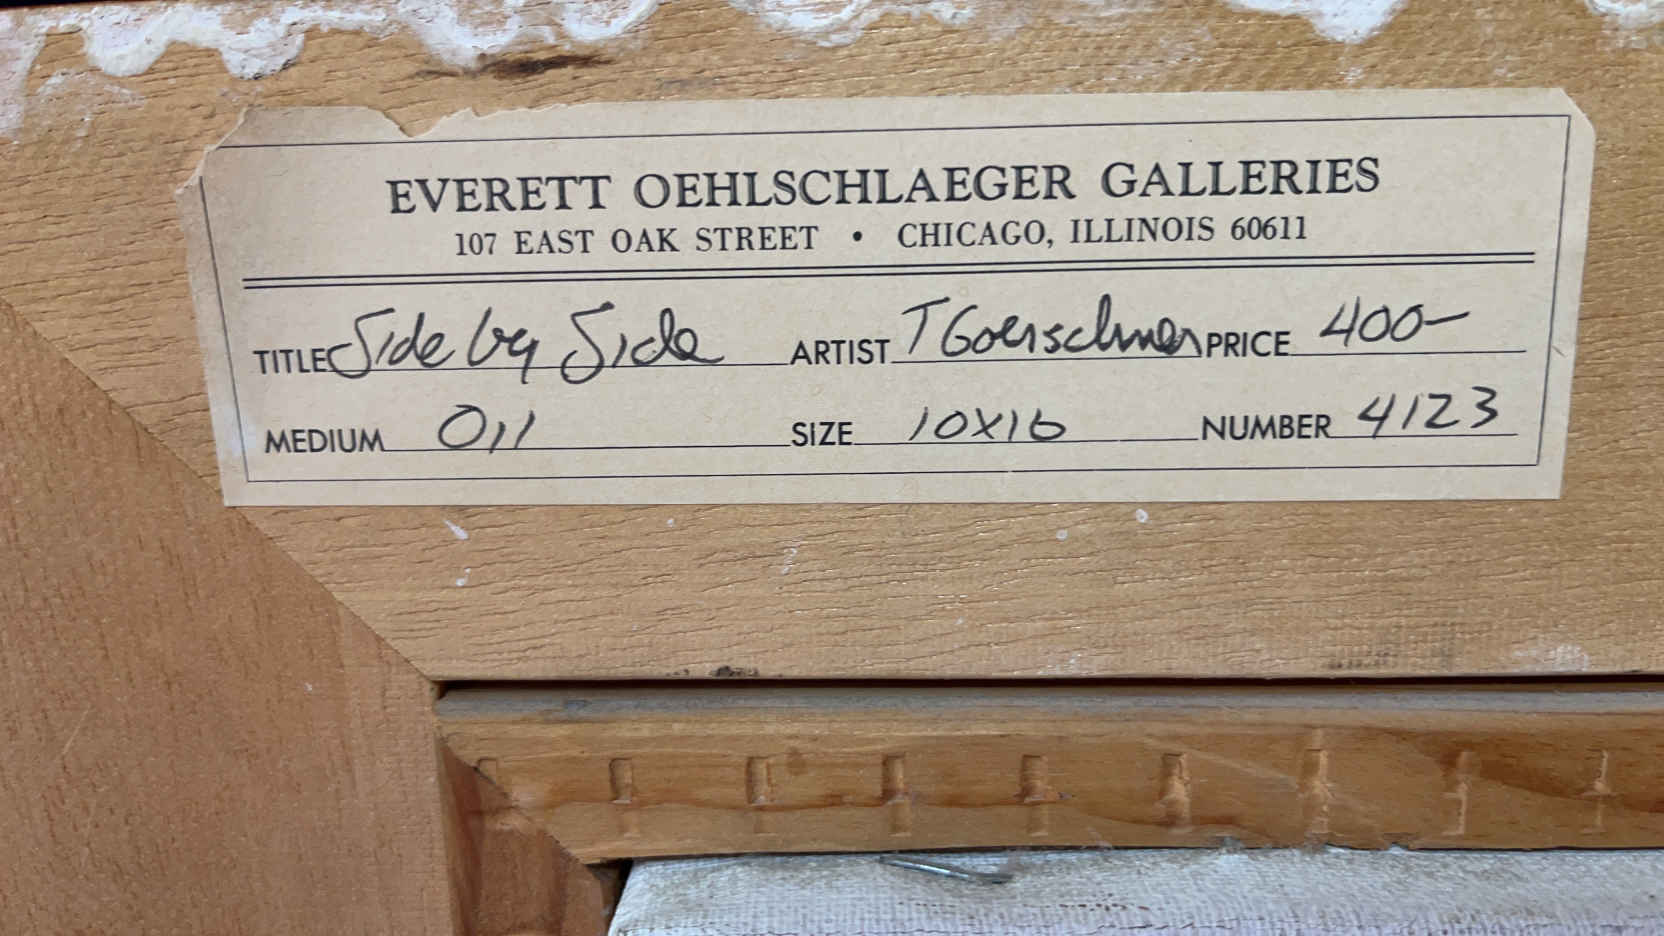 EVERETT OEHLSCHLAEGER GALLERIES
107 EAST OAK STREET • CHICAGO, ILLINOIS 60611
TITLE Side by Side ARTIST T Goerschner PRICE 400-
MEDIUM Oil SIZE 10X16 NUMBER 4123